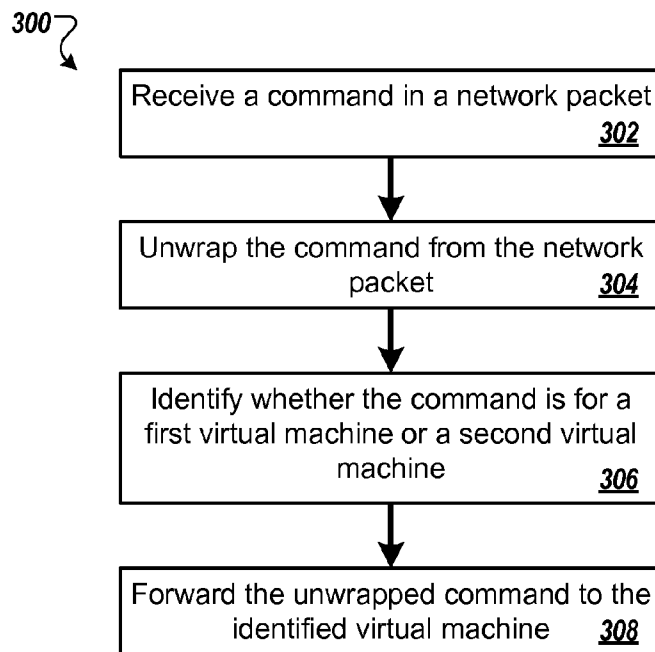 300
Receive a command in a network packet
302
Unwrap the command from the network
packet 304
Identify whether the command is for a
first virtual machine or a second virtual
machine 306
Forward the unwrapped command to the
identified virtual machine 308